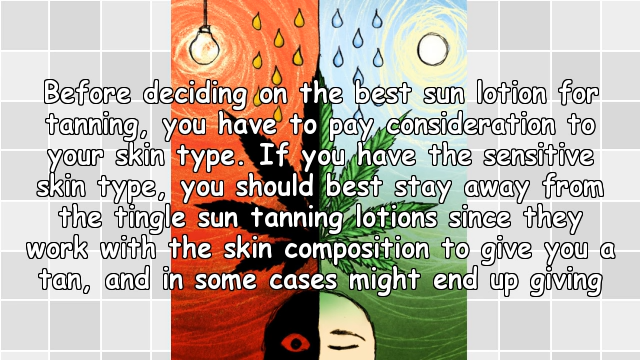 Before deciding on the best sun lotion for
tanning, you have to pay consideration to
your skin type. If you have the sensitive
skin type, you should best stay away from
the tingle sun tanning lotions since they
work with the skin composition to give you a
tan, and in some cases might end up giving